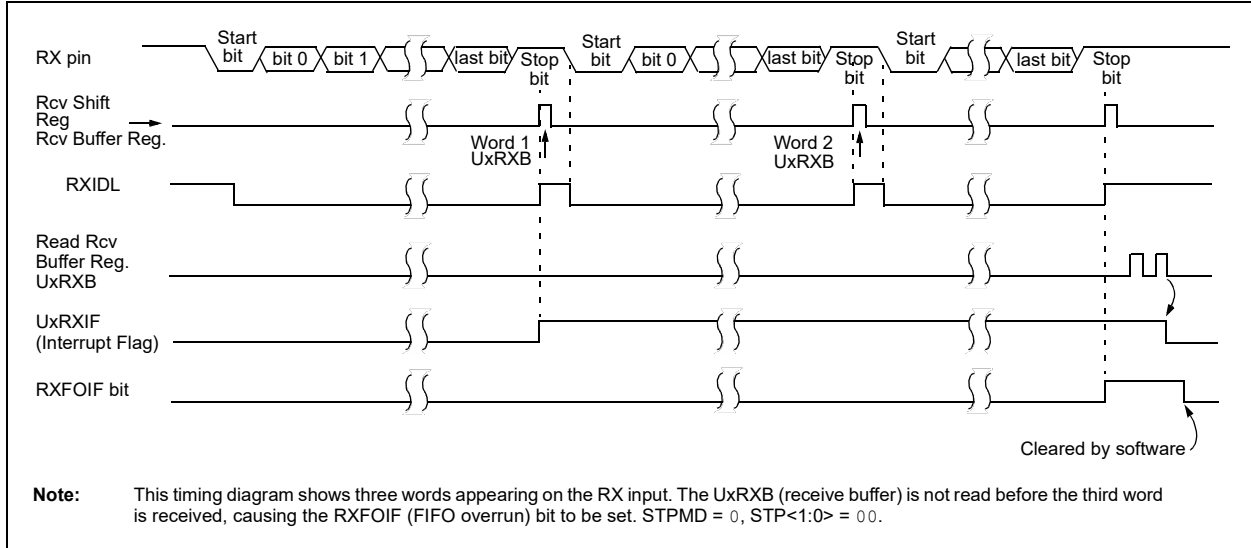 RX pin
Start
bit
bit 0
bit 1
last bit
Stop
bit
Start
bit
bit 0
last bit
Stop
bit
Start
bit
last bit
Stop
bit
Rcv Shift
Reg
Rcv Buffer Reg.
Word 1
UxRXB
Word 2
UxRXB
RXIDL
Read Rcv
Buffer Reg.
UxRXB
UxRXIF
(Interrupt Flag)
RXFOIF bit
Cleared by software
Note: This timing diagram shows three words appearing on the RX input. The UxRXB (receive buffer) is not read before the third word
is received, causing the RXFOIF (FIFO overrun) bit to be set. STPMD = 0, STP<1:0> = 00.